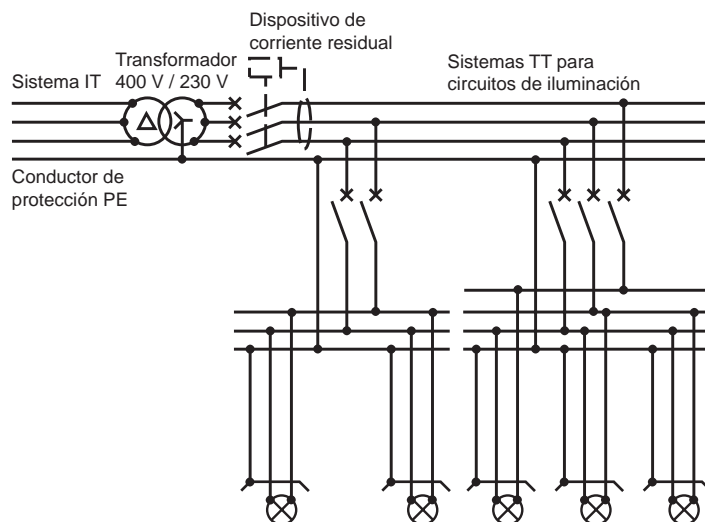 Dispositivo de
corriente residual
Transformador
400 V / 230 V
Sistemas TT para
circuitos de iluminación
Sistema IT
Conductor de
protección PE